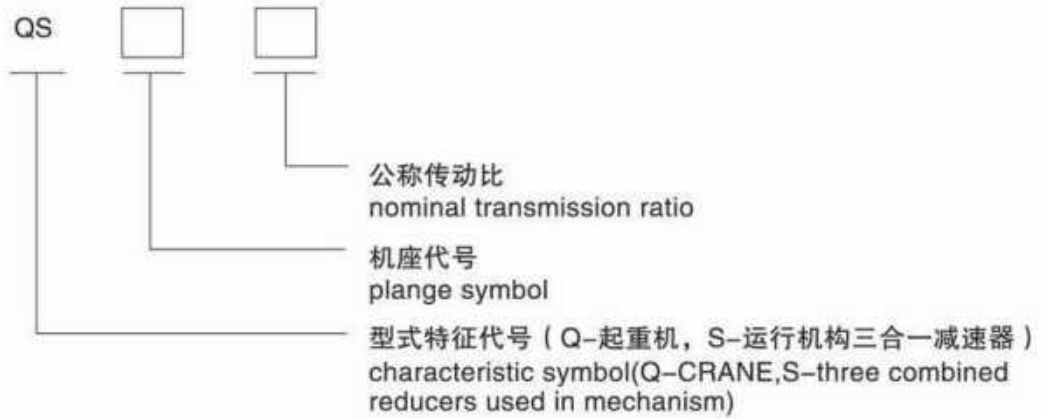 QS
公称传动比
nominal transmission ratio
机座代号
plange symbol
型式特征代号（Q-起重机，S-运行机构三合一减速器）
characteristic symbol(Q-CRANE,S-three combined
reducers used in mechanism)